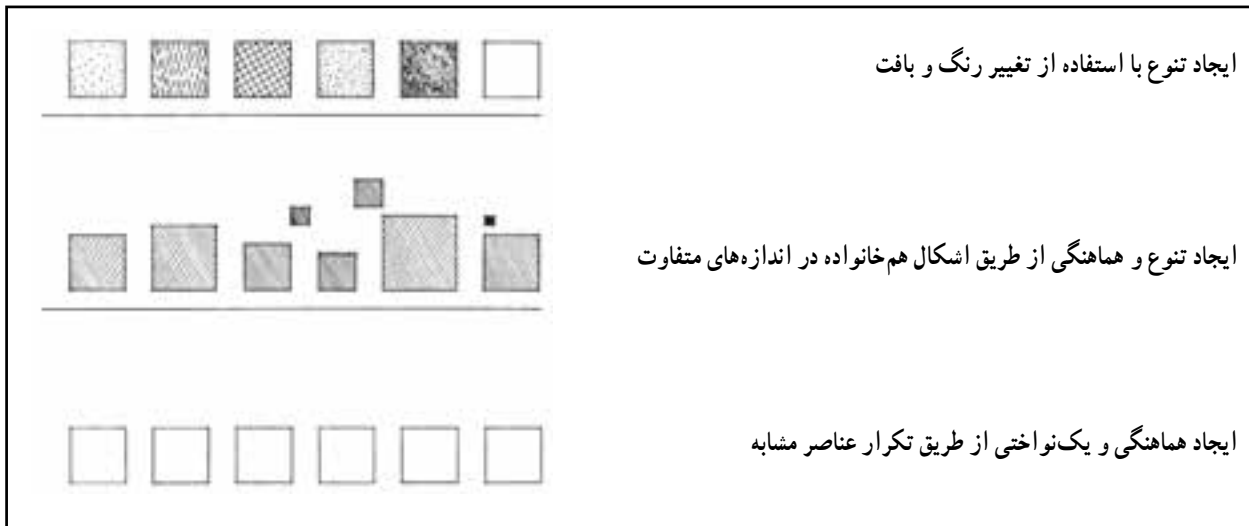 ایجاد تنوع با استفاده از تغییر رنگ و بافت
ایجاد تنوع و هماهنگی از طریق اشکال هم‌خانواده در اندازه‌های متفاوت
ایجاد هماهنگی و یک‌نواختی از طریق تکرار عناصر مشابه